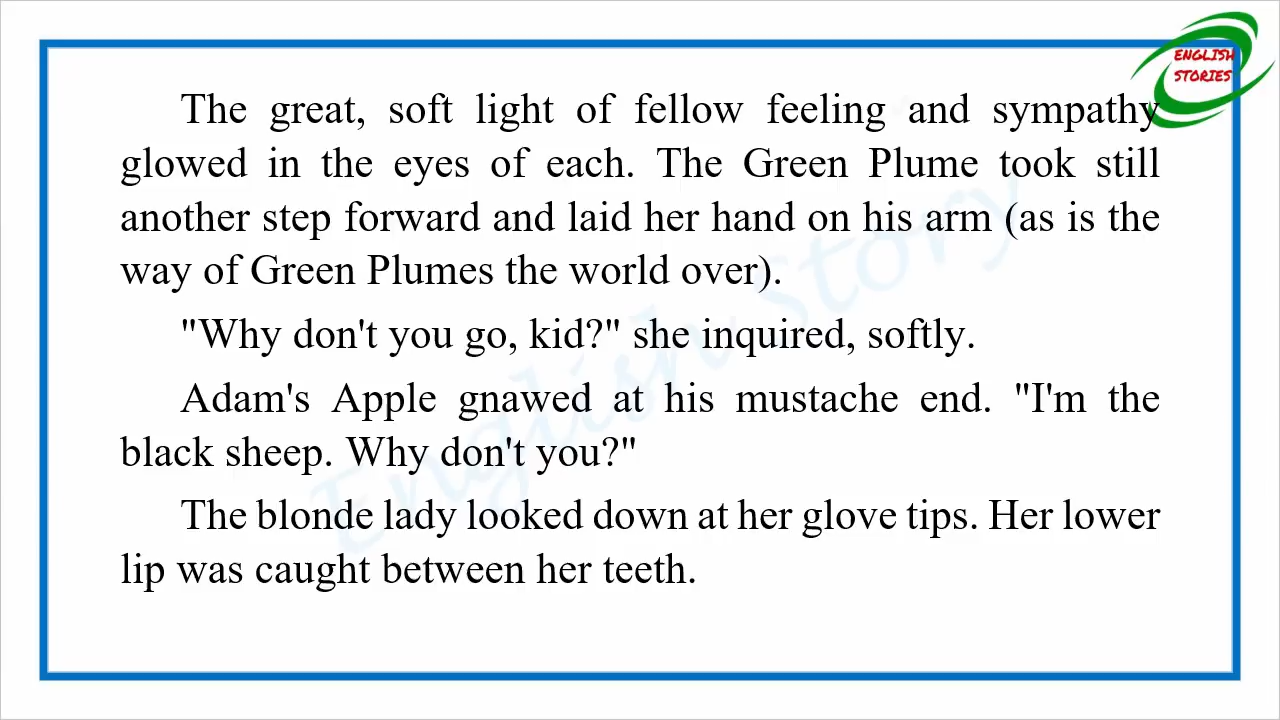 ENGLISH
STORIES
The great, soft light of fellow feeling and sympathy
glowed in the eyes of each. The Green Plume took still
another step forward and laid her hand on his arm (as is the
way of Green Plumes the world over).
"Why don't you go, kid?" she inquired, softly.
Adam's Apple gnawed at his mustache end. "I'm the
black sheep. Why don't you?"
The blonde lady looked down at her glove tips. Her lower
lip was caught between her teeth.
English Story